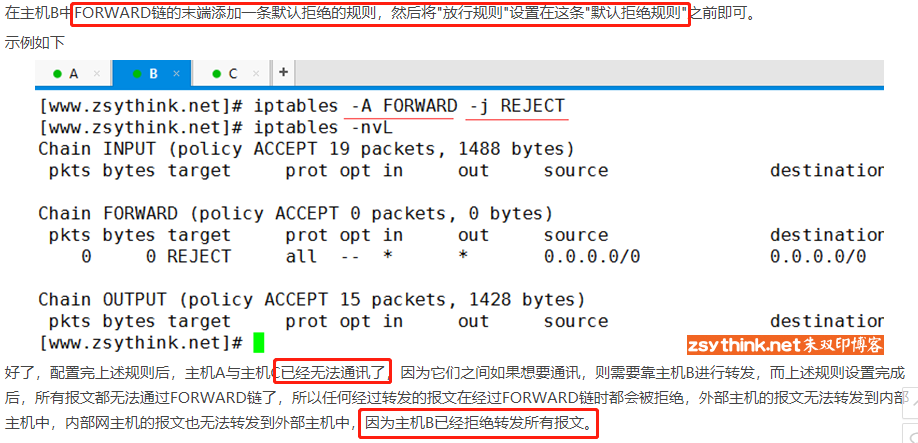 在主机B中FORWARD链的末端添加一条默认拒绝的规则，然后将"放行规则"设置在这条"默认拒绝规则"之前即可。
示例如下
A × B × C × +
[www.zsythink.net]# iptables -A FORWARD -j REJECT
[www.zsythink.net]# iptables -nvL
Chain INPUT (policy ACCEPT 19 packets, 1488 bytes)
pkts bytes target prot opt in out source destination
Chain FORWARD (policy ACCEPT 0 packets, 0 bytes)
pkts bytes target prot opt in out source destination
0 0 REJECT all -- * * 0.0.0.0/0 0.0.0.0/0
Chain OUTPUT (policy ACCEPT 15 packets, 1428 bytes)
pkts bytes target prot opt in out source destination
[www.zsythink.net]#
zsythink.net朱双印博客
好了，配置完上述规则后，主机A与主机C已经无法通讯了，因为它们之间如果想要通讯，则需要靠主机B进行转发，而上述规则设置完成
后，所有报文都无法通过FORWARD链了，所以任何经过转发的报文在经过FORWARD链时都会被拒绝，外部主机的报文无法转发到内部
主机中，内部网主机的报文也无法转发到外部主机中，因为主机B已经拒绝转发所有报文。